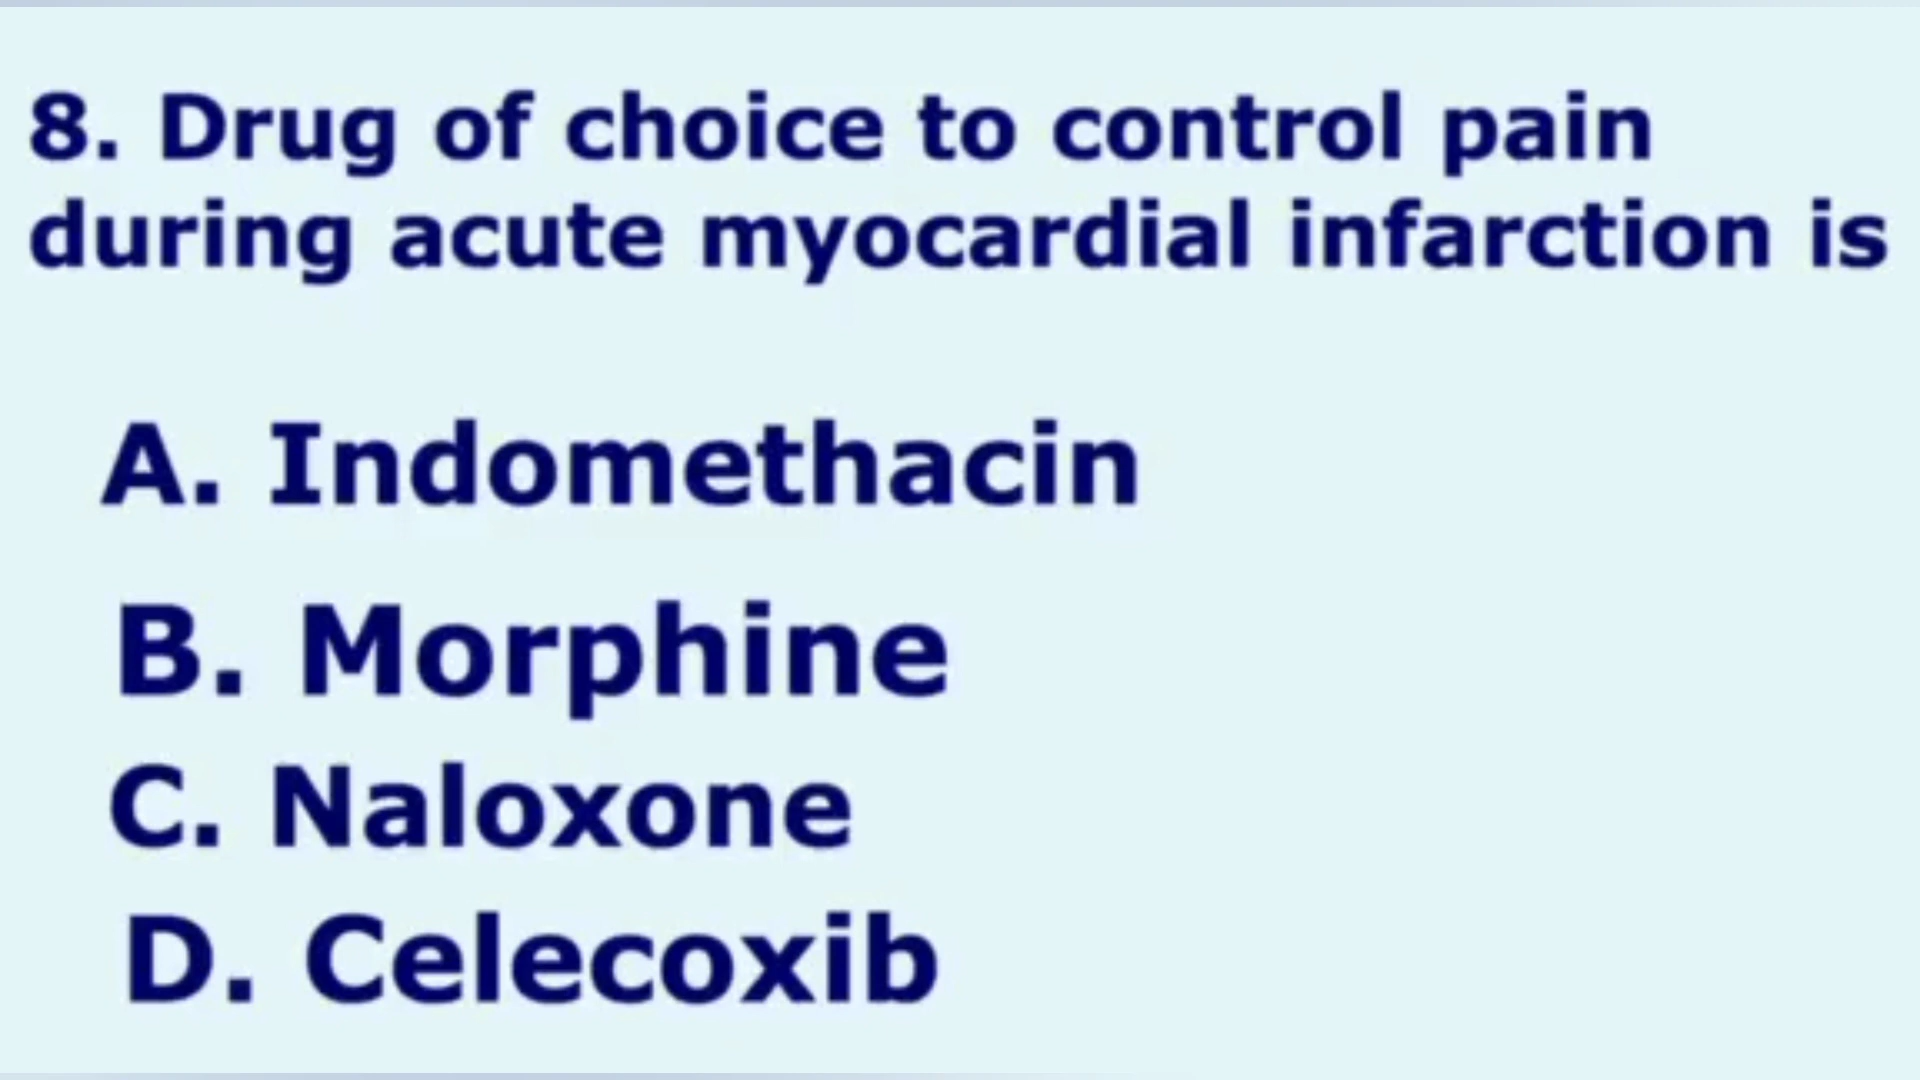 8. Drug of choice to control pain
during acute myocardial infarction is
A. Indomethacin
B. Morphine
C. Naloxone
D. Celecoxib